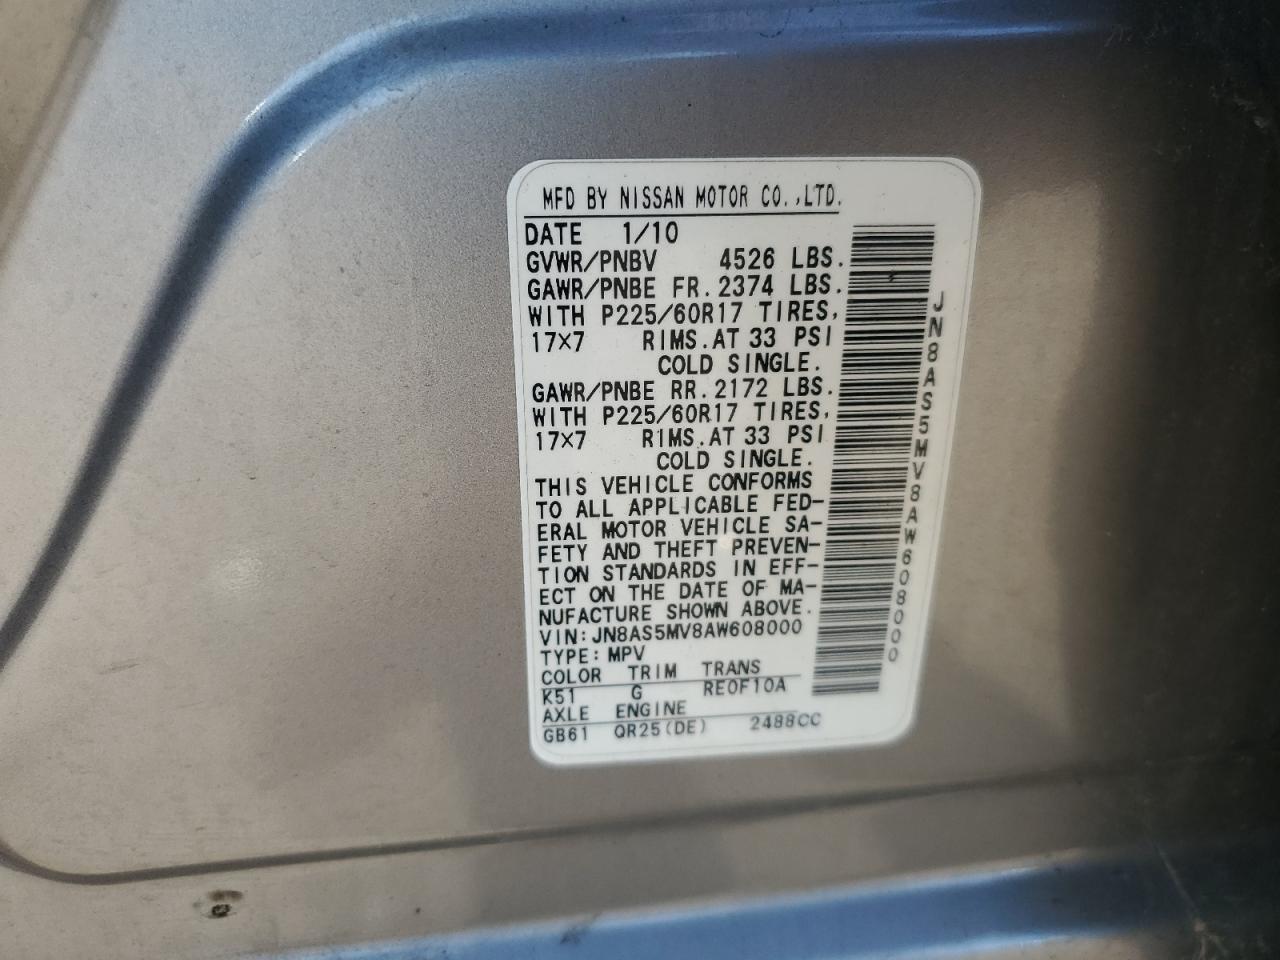 MFD BY NISSAN MOTOR CO.,LTD.
DATE 1/10
GVWR/PNBV 4526 LBS.
GAWR/PNBE FR.2374 LBS.
WITH P225/60R17 TIRES,
17×7 RIMS.AT 33 PSI
COLD SINGLE.
GAWR/PNBE RR.2172 LBS.
WITH P225/60R17 TIRES,
17×7 RIMS.AT 33 PSI
COLD SINGLE.
THIS VEHICLE CONFORMS
TO ALL APPLICABLE FED-
ERAL MOTOR VEHICLE SA-
FETY AND THEFT PREVEN-
TION STANDARDS IN EFF-
ECT ON THE DATE OF MA-
NUFACTURE SHOWN ABOVE.
VIN:JN8AS5MV8AW608000
TYPE:MPV
COLOR TRIM TRANS
K51 G RE0F10A
AXLE ENGINE
GB61 QR25(DE) 2488CC
JN8AS5MV8AW608000